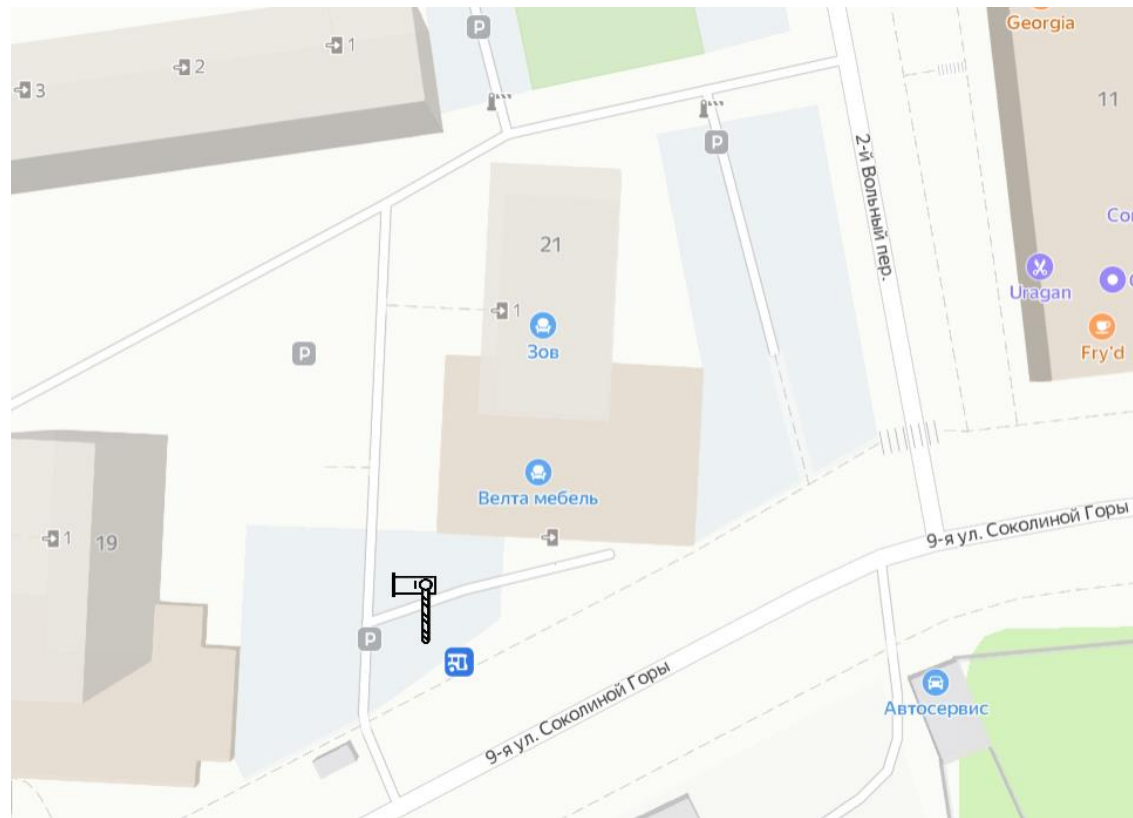 Georgia
P
1
2
3
11
P
2-й Вольный пер.
21
Uragan
Fry'd
1
Зов
P
Велта мебель
9-я ул. Соколиной Горы
1
19
P
9-я ул. Соколиной Горы
Автосервис